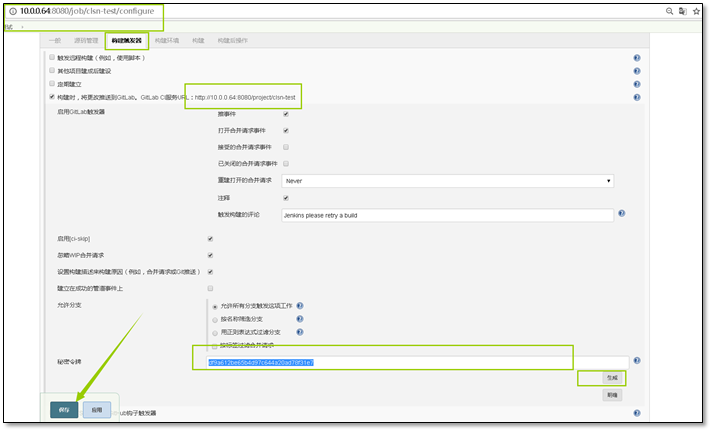 10.0.0.64:8080/job/clsn-test/configure
一般 源码管理 构建触发器 构建环境 构建 构建后操作
触发远程构建（例如，使用脚本）
其他项目建成后建设
定期建立
构建时，将更改推送到GitLab。GitLab CI服务URL：http://10.0.0.64:8080/project/clsn-test
启用GitLab触发器
推事件
打开合并请求事件
接受的合并请求事件
已关闭的合并请求事件
重建打开的合并请求 Never
注释
触发构建的评论 Jenkins please retry a build
启用[ci-skip]
忽略WIP合并请求
设置构建描述来构建原因（例如，合并请求或Git推送）
建立在成功的管道事件上
允许分支
允许所有分支触发这项工作
按名称筛选分支
用正则表达式过滤分支
按标签过滤合并请求
秘密令牌 df9a612be65b4d97c644a20ad78f31e7
生成
明确
保存 应用 ub钩子触发器